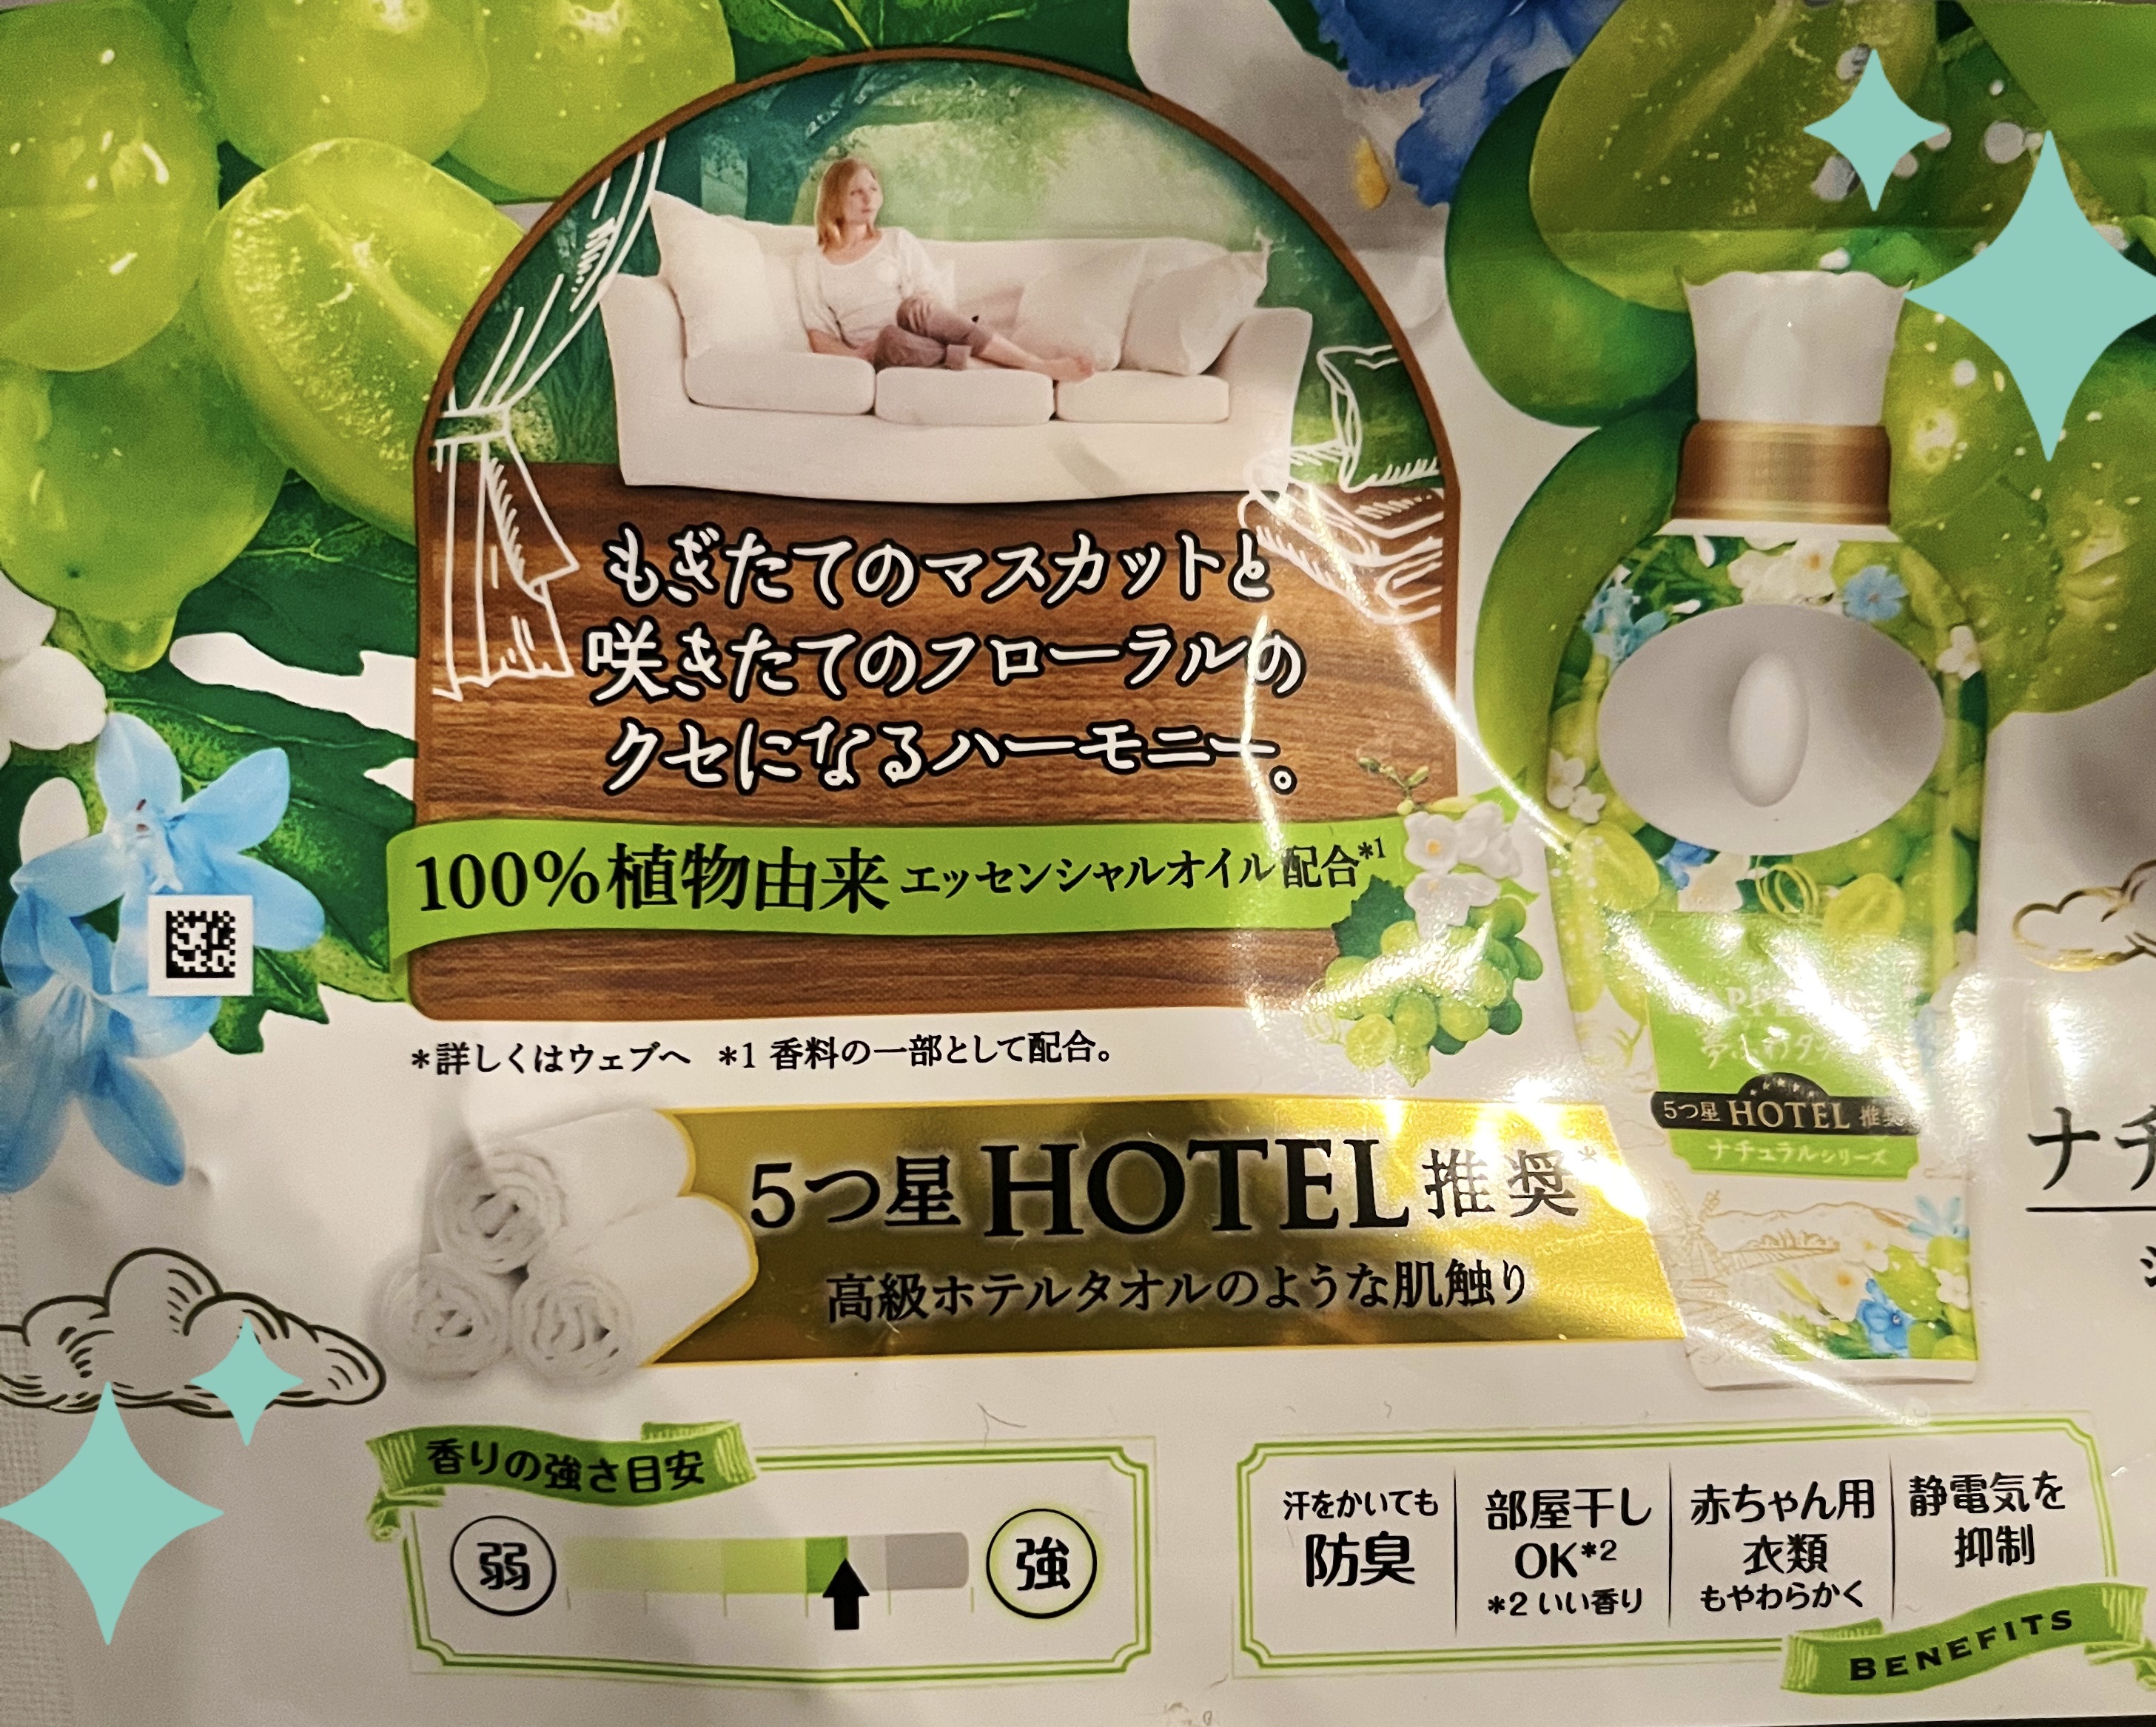 もぎたてのマスカットと
咲きたてのフローラルの
クセになるハーモニー。
100%植物由来エッセンシャルオイル配合*1
*詳しくはウェブへ *1 香料の一部として配合。
5つ星HOTEL推奨*
高級ホテルタオルのような肌触り
5つ星 HOTEL 推奨
ナチュラルシリーズ
ナチ
香りの強さ目安
弱
強
汗をかいても
防臭
部屋干し
OK*2
*2 いい香り
赤ちゃん用
衣類
もやわらかく
静電気を
抑制
BENEFITS